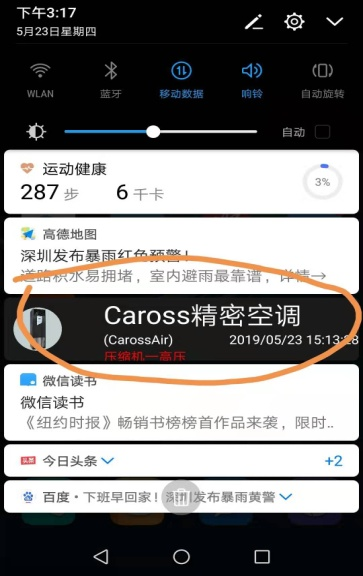 下午3:17
5月23日星期四
WLAN
蓝牙
移动数据
响铃
自动旋转
自动
运动健康
287 步 6 千卡
3%
高德地图
深圳发布暴雨红色预警!
道路积水易拥堵，室内避雨最靠谱，详情→
Caross精密空调
(CarossAir) 2019/05/23 15:13:28
压缩机一高压
微信读书
微信读书
《纽约时报》畅销书榜榜首作品来袭，限时..
头条 今日头条 +2
百度·下班早回家！深圳发布暴雨黄警